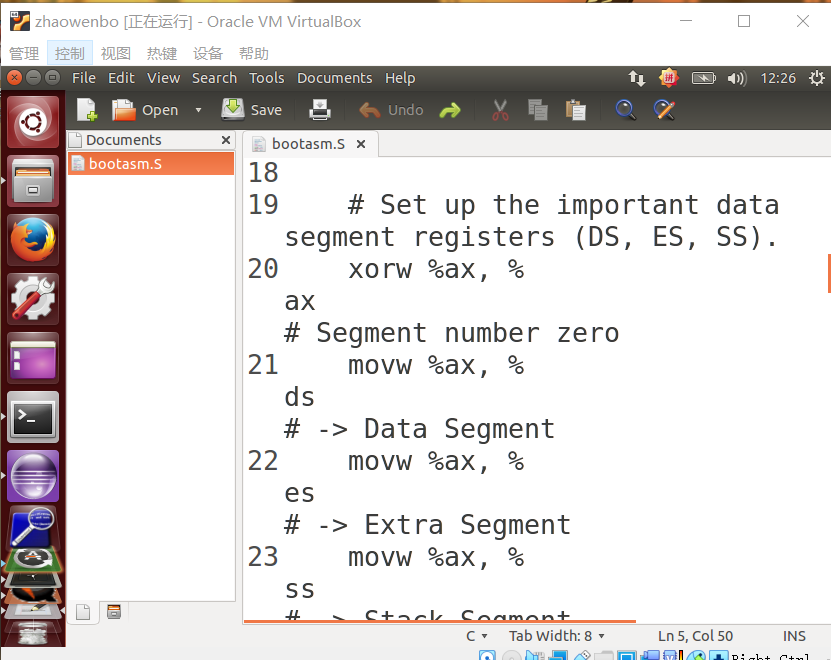 zhaowenbo [正在运行] - Oracle VM VirtualBox
管理 控制 视图 热键 设备 帮助
File Edit View Search Tools Documents Help 拼 12:26
Open Save Undo
Documents
bootasm.S
bootasm.S
18
19 # Set up the important data
segment registers (DS, ES, SS).
20 xorw %ax, %
ax
# Segment number zero
21 movw %ax, %
ds
# -> Data Segment
22 movw %ax, %
es
# -> Extra Segment
23 movw %ax, %
ss
# -> Stack Segment
C Tab Width: 8 Ln 5, Col 50 INS
Right Ctrl